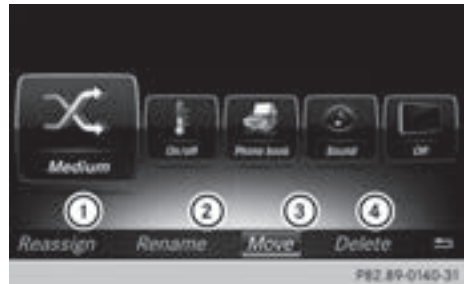 Medium
On/off
Phone book
Sound
Off
1 2 3 4
Reassign Rename Move Delete
P82.89-0140-31